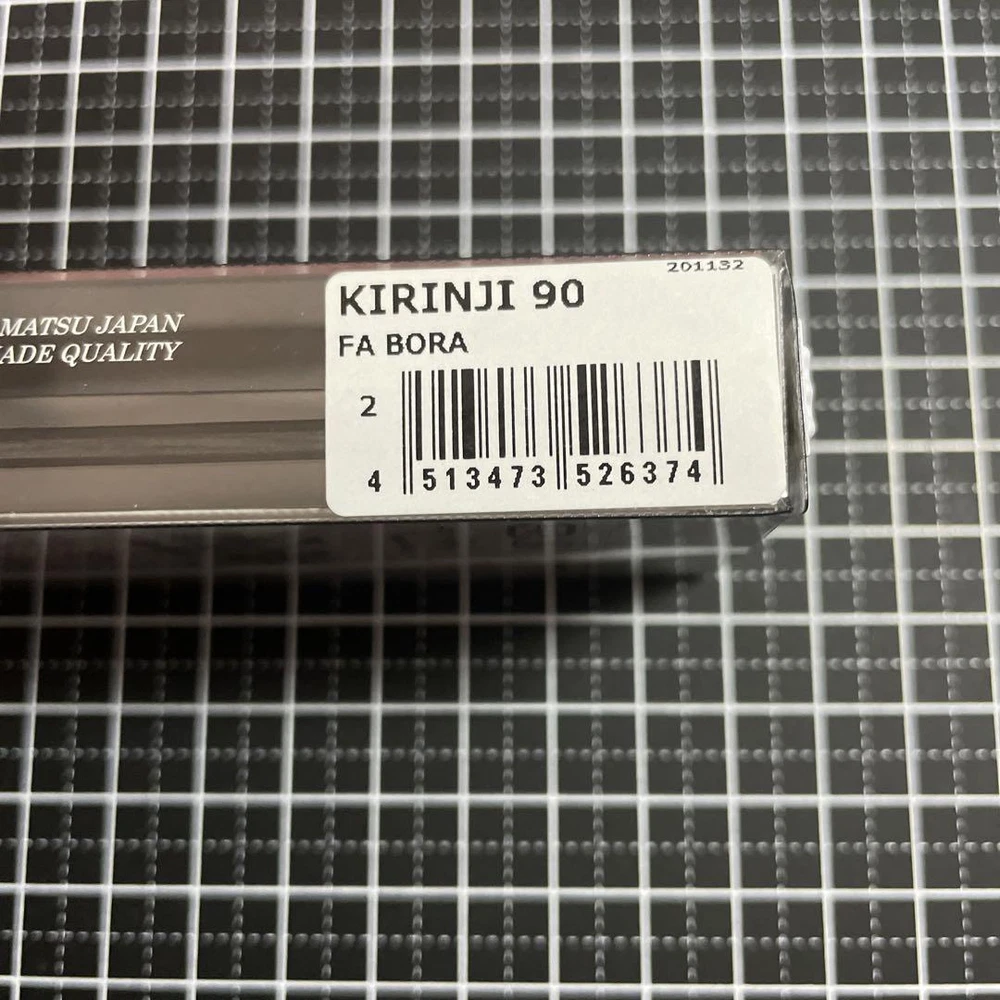 MATSU JAPAN
ADE QUALITY
201132
KIRINJI 90
FA BORA
2
4 513473 526374